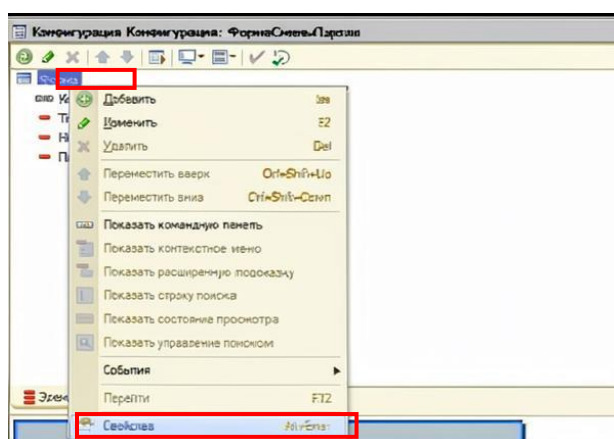 Конфигурация Конфигурация: ФормаСменыПароля
Форма
Добавить Ins
Изменить F2
Удалить Del
Переместить вверх Ctrl+Shift+Up
Переместить вниз Ctrl+Shift+Down
Показать командную панель
Показать контекстное меню
Показать расширенную подсказку
Показать строку поиска
Показать состояние просмотра
Показать управление поиском
События
Перейти F12
Свойства Alt+Enter